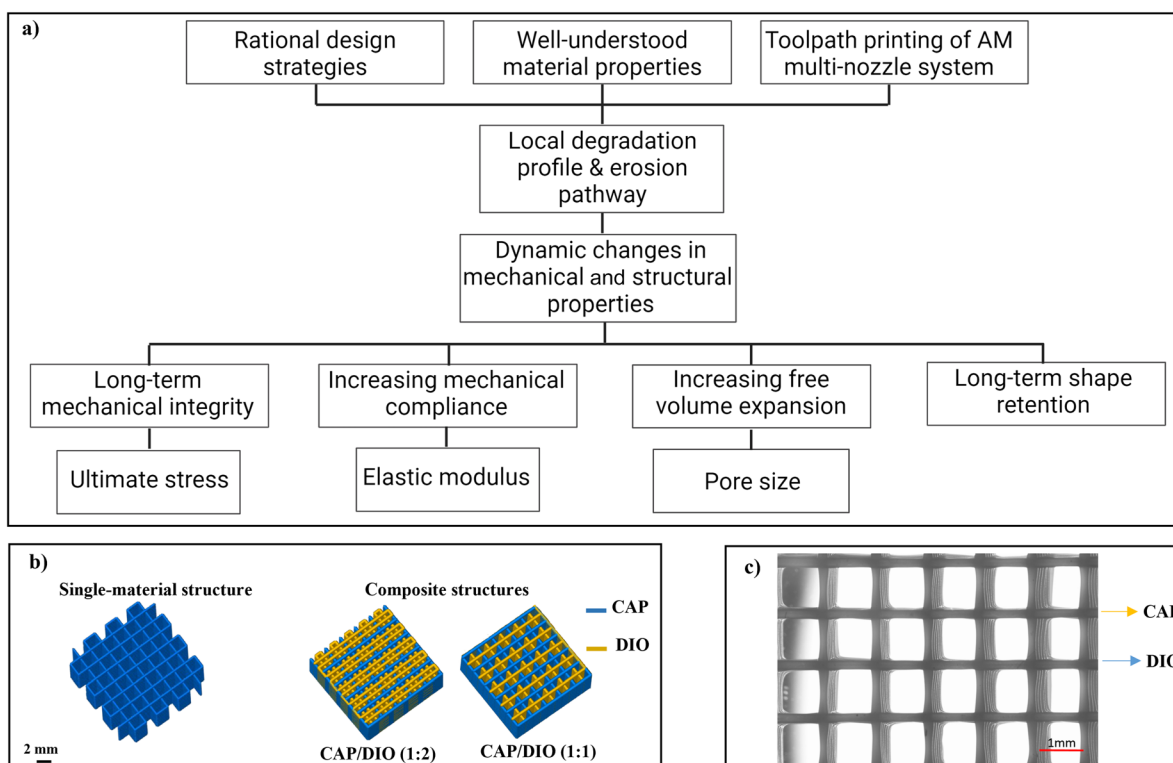 a)
Rational design
strategies
Well-understood
material properties
Toolpath printing of AM
multi-nozzle system
Local degradation
profile & erosion
pathway
Dynamic changes in
mechanical and structural
properties
Long-term
mechanical integrity
Increasing mechanical
compliance
Increasing free
volume expansion
Long-term shape
retention
Ultimate stress
Elastic modulus
Pore size
b)
Single-material structure
Composite structures
CAP
DIO
2 mm
CAP/DIO (1:2)
CAP/DIO (1:1)
c)
DIO
1mm